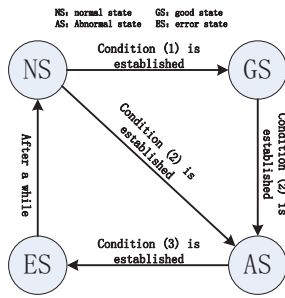 NS: normal state GS: good state
AS: Abnormal state ES: error state
Condition (1) is
established
NS
GS
Condition (2) is
established
Condition (2) is
established
After a while
Condition (3) is
established
ES
AS